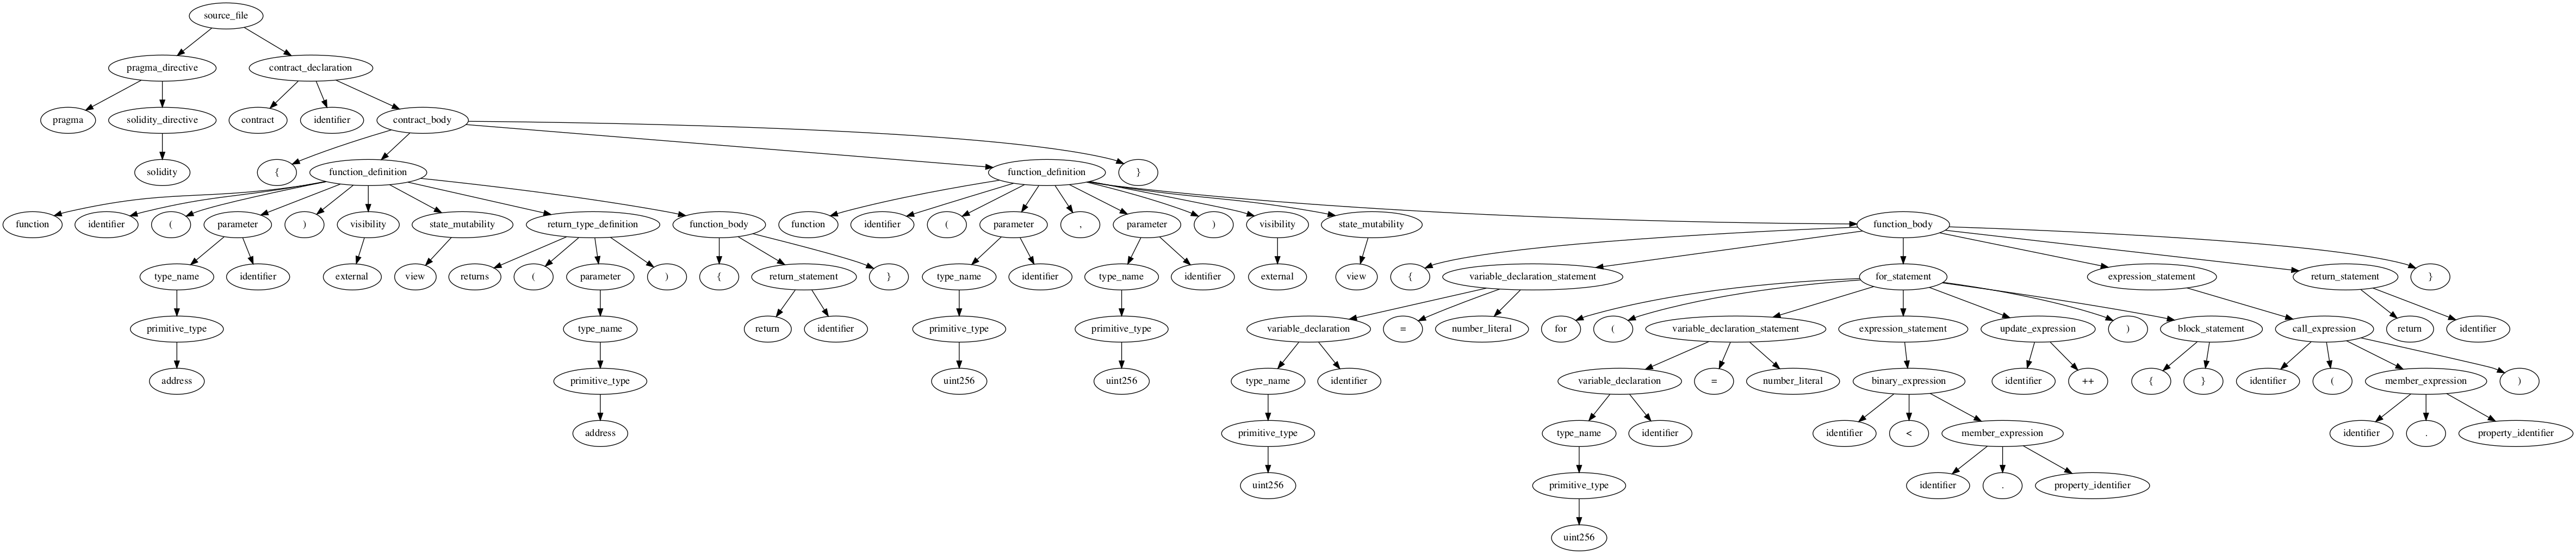 source_file
pragma_directive contract_declaration
pragma solidity_directive contract identifier contract_body
solidity { function_definition function_definition }
function identifier ( parameter ) visibility state_mutability return_type_definition function_body function identifier ( parameter , parameter ) visibility state_mutability function_body
type_name identifier external view returns ( parameter ) { return_statement } type_name identifier type_name identifier external view { variable_declaration_statement for_statement expression_statement return_statement }
primitive_type type_name return identifier primitive_type primitive_type variable_declaration = number_literal for ( variable_declaration_statement expression_statement update_expression ) block_statement call_expression return identifier
address primitive_type uint256 uint256 type_name identifier variable_declaration = number_literal binary_expression identifier ++ { } identifier ( member_expression )
address primitive_type type_name identifier identifier < member_expression identifier . property_identifier
uint256 primitive_type identifier . property_identifier
uint256